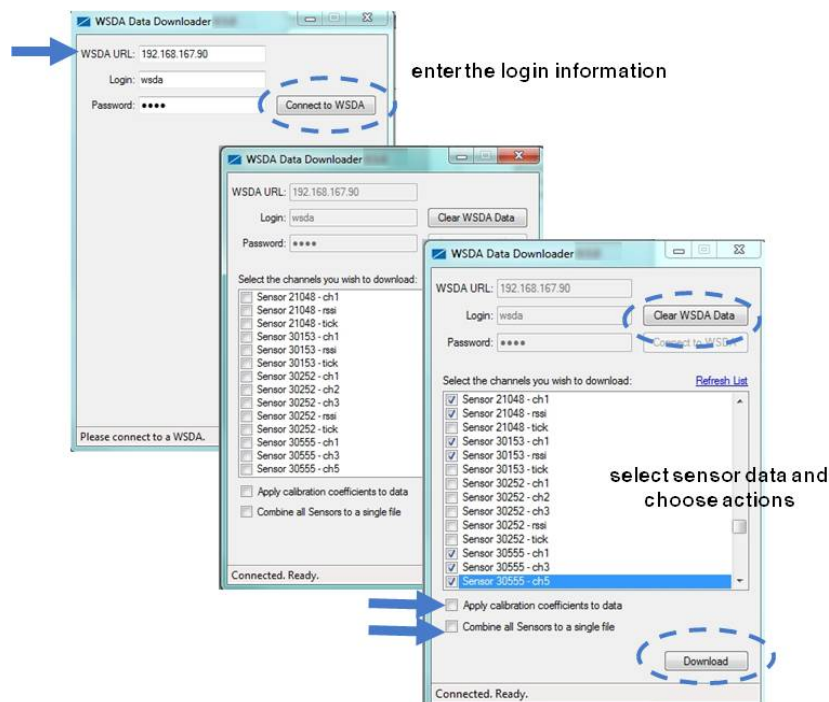 WSDA Data Downloader
WSDA URL: 192.168.167.90
Login: wsda
Password: ●●●●
Connect to WSDA
Please connect to a WSDA.
enter the login information
WSDA Data Downloader
WSDA URL: 192.168.167.90
Login: wsda
Clear WSDA Data
Password: ●●●●
Select the channels you wish to download:
Sensor 21048 - ch1
Sensor 21048 - rssi
Sensor 21048 - tick
Sensor 30153 - ch1
Sensor 30153 - rssi
Sensor 30153 - tick
Sensor 30252 - ch1
Sensor 30252 - ch2
Sensor 30252 - ch3
Sensor 30252 - rssi
Sensor 30252 - tick
Sensor 30555 - ch1
Sensor 30555 - ch3
Sensor 30555 - ch5
Apply calibration coefficients to data
Combine all Sensors to a single file
Connected. Ready.
WSDA Data Downloader
WSDA URL: 192.168.167.90
Login: wsda
Clear WSDA Data
Password: ●●●●
Connect to WSDA
Select the channels you wish to download:
Refresh List
Sensor 21048 - ch1
Sensor 21048 - rssi
Sensor 21048 - tick
Sensor 30153 - ch1
Sensor 30153 - rssi
Sensor 30153 - tick
Sensor 30252 - ch1
Sensor 30252 - ch2
Sensor 30252 - ch3
Sensor 30252 - rssi
Sensor 30252 - tick
Sensor 30555 - ch1
Sensor 30555 - ch3
Sensor 30555 - ch5
select sensor data and
choose actions
Apply calibration coefficients to data
Combine all Sensors to a single file
Download
Connected. Ready.